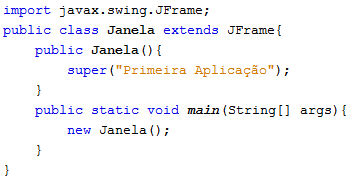 import javax.swing.JFrame;
public class Janela extends JFrame{
    public Janela(){
        super("Primeira Aplicação");
    }
    public static void main(String[] args){
        new Janela();
    }
}